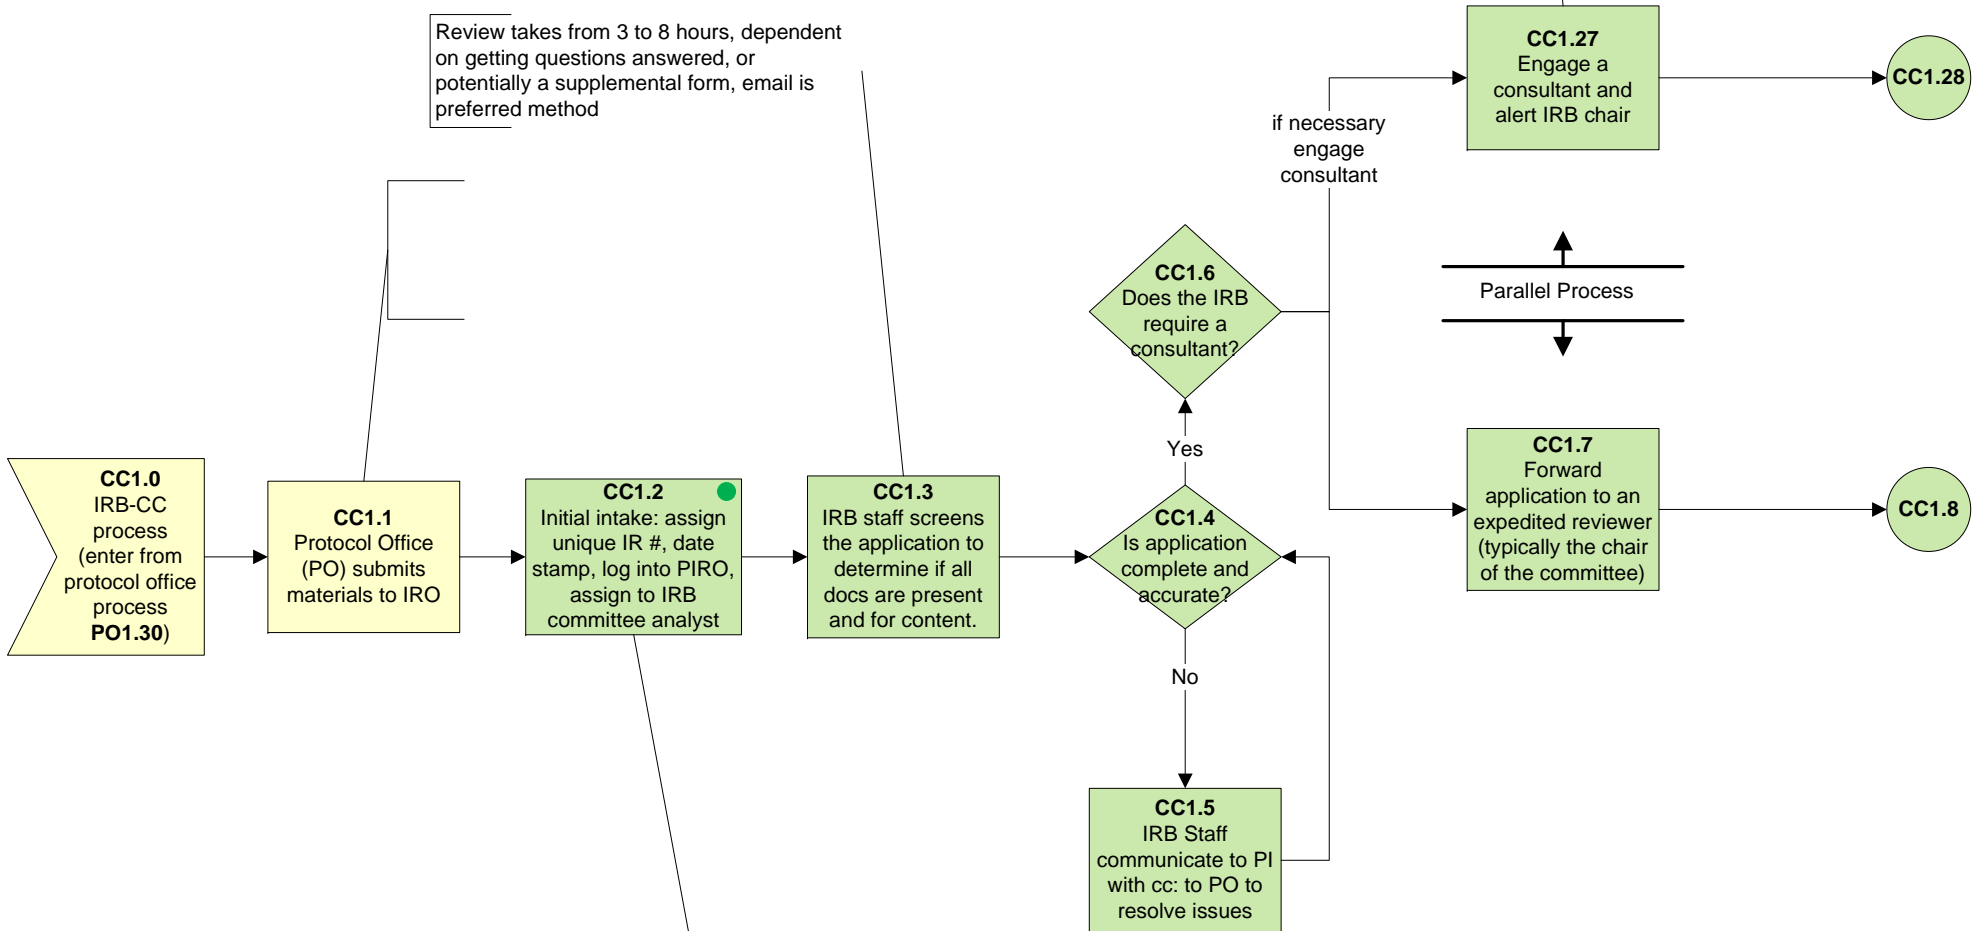 Review takes from 3 to 8 hours, dependent
on getting questions answered, or
potentially a supplemental form, email is
preferred method
CC1.27
Engage a
consultant and
alert IRB chair
CC1.28
if necessary
engage
consultant
CC1.6
Does the IRB
require a
consultant?
Parallel Process
Yes
CC1.0
IRB-CC
process
(enter from
protocol office
process
PO1.30)
CC1.1
Protocol Office
(PO) submits
materials to IRO
CC1.2
Initial intake: assign
unique IR #, date
stamp, log into PIRO,
assign to IRB
committee analyst
CC1.3
IRB staff screens
the application to
determine if all
docs are present
and for content.
CC1.4
Is application
complete and
accurate?
CC1.7
Forward
application to an
expedited reviewer
(typically the chair
of the committee)
CC1.8
No
CC1.5
IRB Staff
communicate to PI
with cc: to PO to
resolve issues